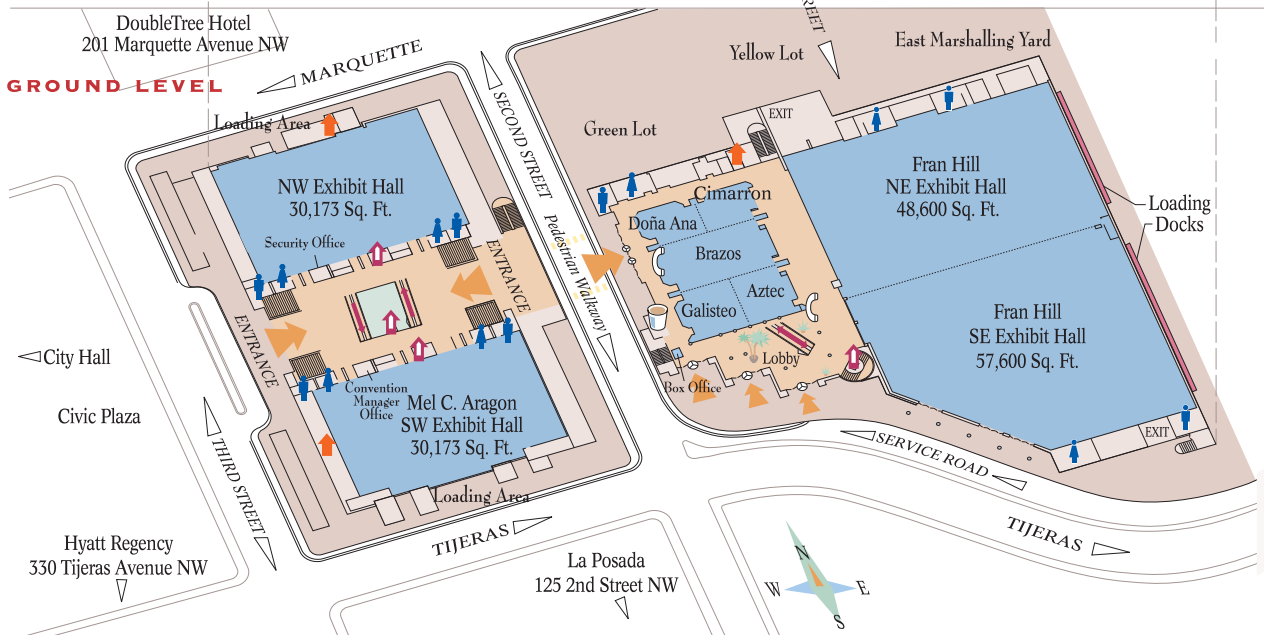 DoubleTree Hotel
201 Marquette Avenue NW
GROUND LEVEL
MARQUETTE
Loading Area
SECOND STREET
STREET
Yellow Lot
East Marshalling Yard
Green Lot
EXIT
NW Exhibit Hall
30,173 Sq. Ft.
Security Office
ENTRANCE
ENTRANCE
Pedestrian Walkway
Cimarron
Doña Ana
Brazos
Aztec
Galisteo
Lobby
Box Office
Fran Hill
NE Exhibit Hall
48,600 Sq. Ft.
Loading
Docks
Fran Hill
SE Exhibit Hall
57,600 Sq. Ft.
EXIT
City Hall
Civic Plaza
Convention
Manager
Office
Mel C. Aragon
SW Exhibit Hall
30,173 Sq. Ft.
Loading Area
THIRD STREET
SERVICE ROAD
TIJERAS
TIJERAS
Hyatt Regency
330 Tijeras Avenue NW
La Posada
125 2nd Street NW
N
W
E
S